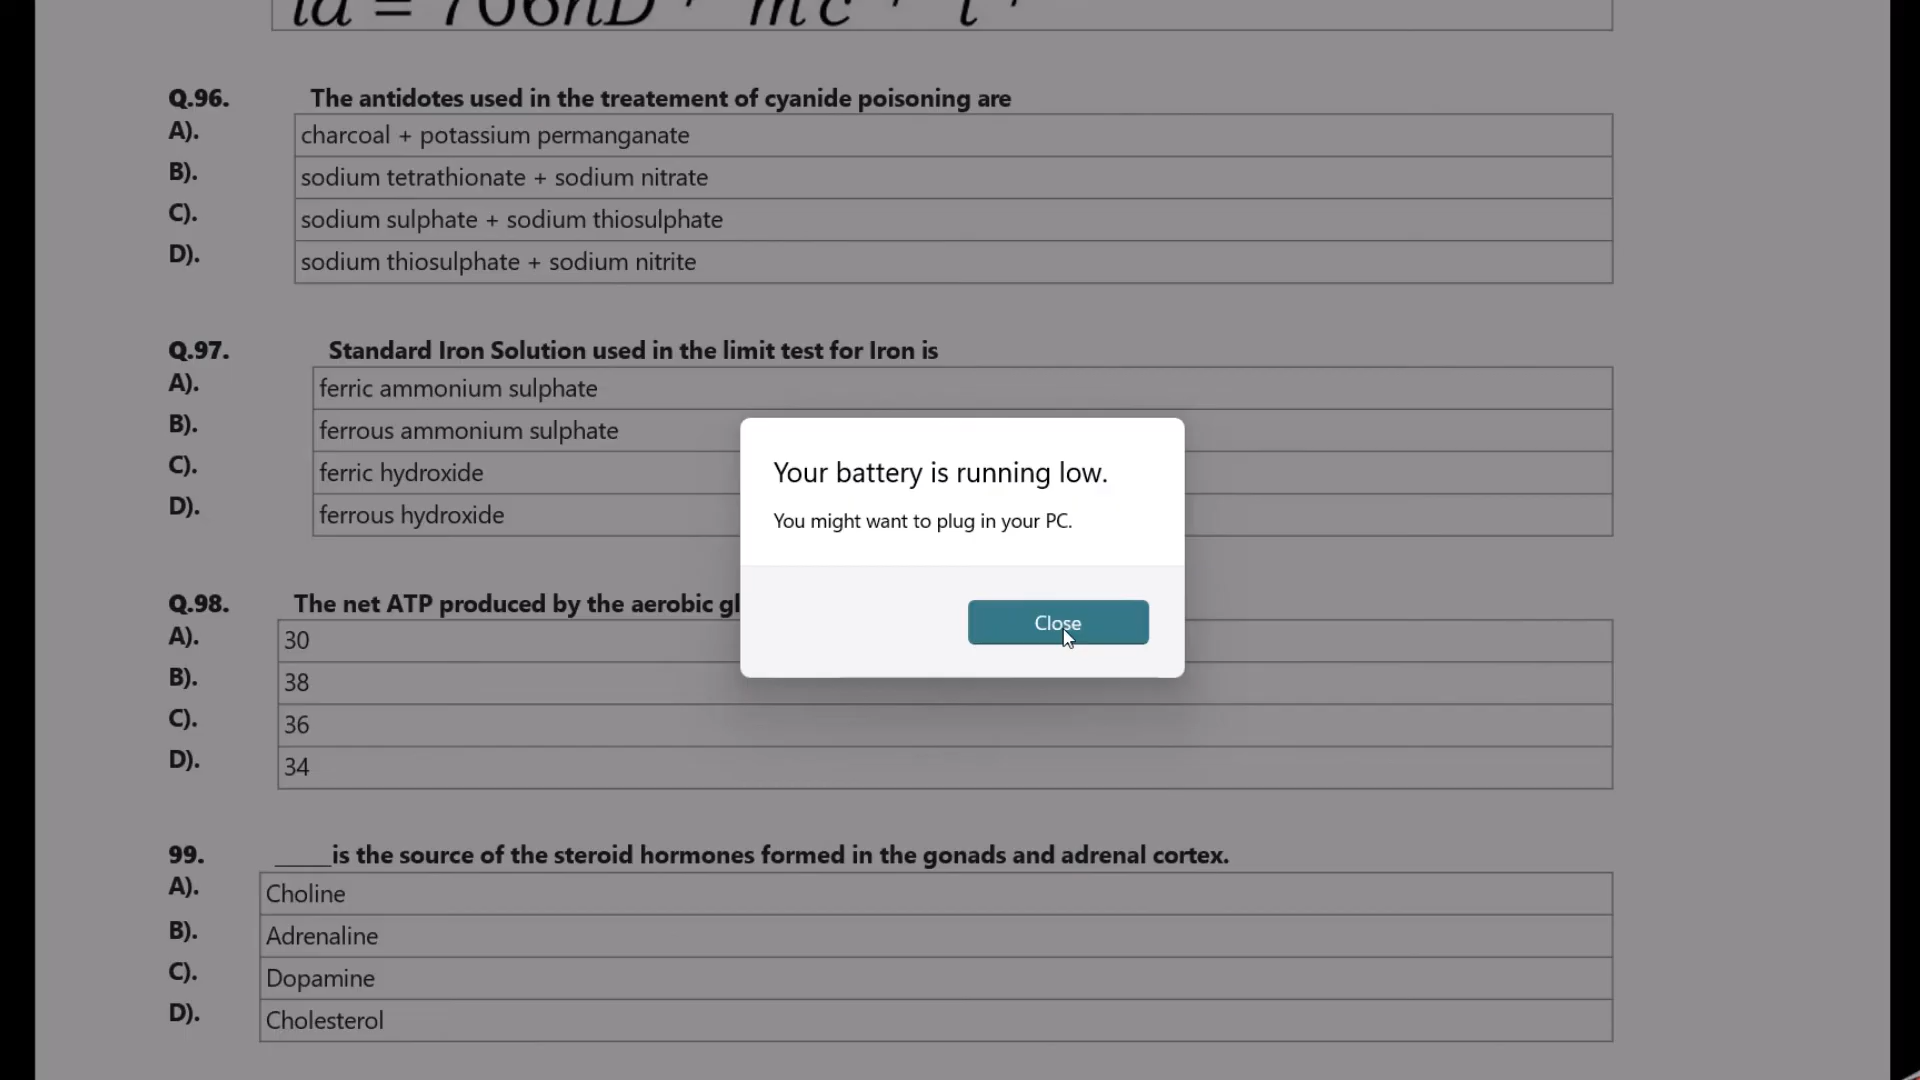 Id = 706nD m c t
Q.96. The antidotes used in the treatement of cyanide poisoning are
A). charcoal + potassium permanganate
B). sodium tetrathionate + sodium nitrate
C). sodium sulphate + sodium thiosulphate
D). sodium thiosulphate + sodium nitrite
Q.97. Standard Iron Solution used in the limit test for Iron is
A). ferric ammonium sulphate
B). ferrous ammonium sulphate
C). ferric hydroxide
D). ferrous hydroxide
Your battery is running low.
You might want to plug in your PC.
Close
Q.98. The net ATP produced by the aerobic
A). 30
B). 38
C). 36
D). 34
99. _____is the source of the steroid hormones formed in the gonads and adrenal cortex.
A). Choline
B). Adrenaline
C). Dopamine
D). Cholesterol